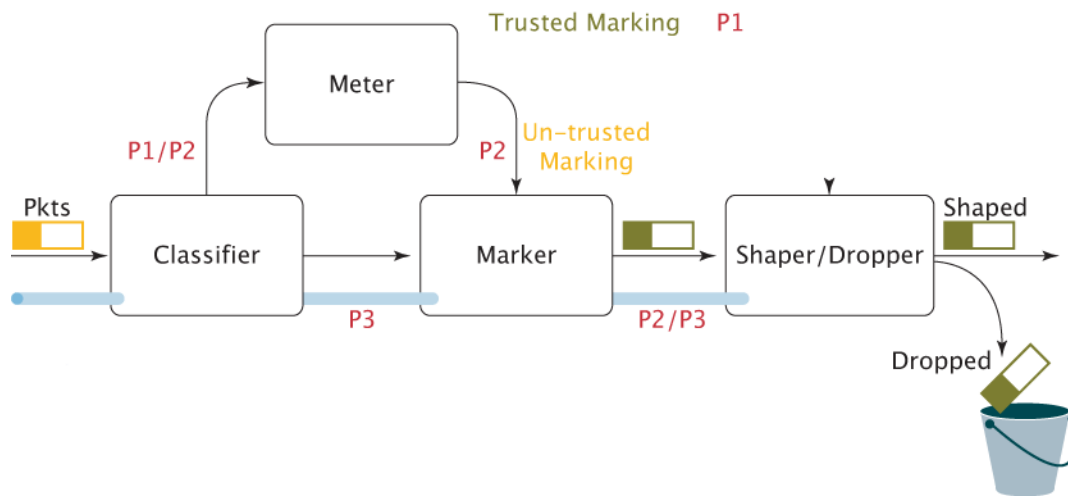 Trusted Marking P1
Meter
P1/P2
P2
Un-trusted
Marking
Pkts
Classifier
Marker
Shaper/Dropper
Shaped
P3
P2/P3
Dropped